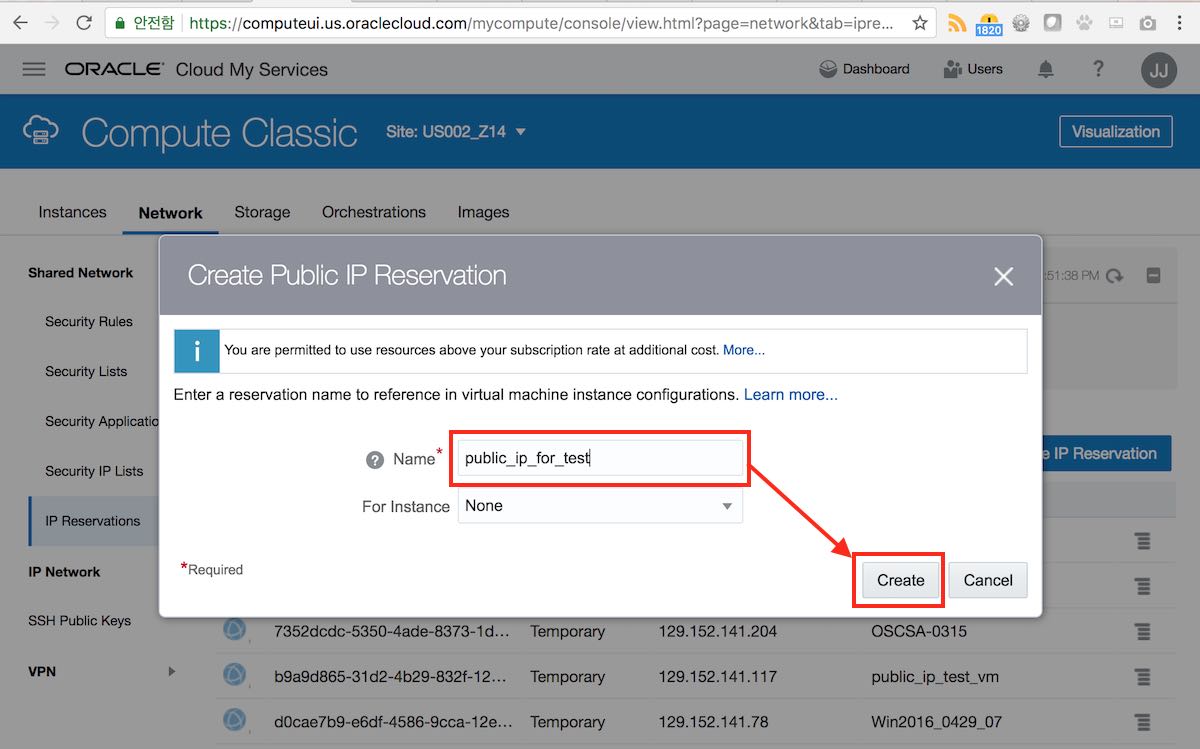 안전함 https://computeui.us.oraclecloud.com/mycompute/console/view.html?page=network&tab=ipre...
1820
ORACLE Cloud My Services Dashboard Users ? JJ
Compute Classic Site: US002_Z14 Visualization
Instances Network Storage Orchestrations Images
Shared Network
Security Rules
Security Lists
Security Applicatio
Security IP Lists
IP Reservations
IP Network
SSH Public Keys
VPN
:51:38 PM
Create Public IP Reservation
i You are permitted to use resources above your subscription rate at additional cost. More...
Enter a reservation name to reference in virtual machine instance configurations. Learn more...
? Name* public_ip_for_test
e IP Reservation
For Instance None
*Required
Create Cancel
7352dcdc-5350-4ade-8373-1d... Temporary 129.152.141.204 OSCSA-0315
b9a9d865-31d2-4b29-832f-12... Temporary 129.152.141.117 public_ip_test_vm
d0cae7b9-e6df-4586-9cca-12e... Temporary 129.152.141.78 Win2016_0429_07